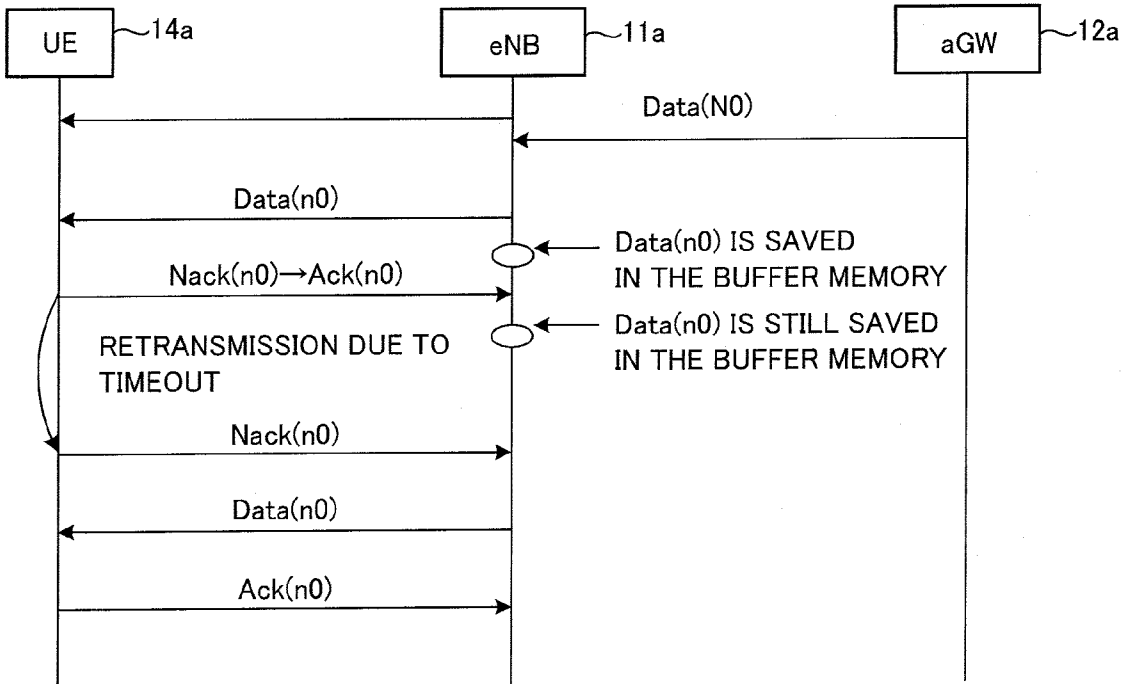 UE
14a
eNB
11a
aGW
12a
Data(N0)
Data(n0)
Data(n0) IS SAVED
IN THE BUFFER MEMORY
Nack(n0)→Ack(n0)
Data(n0) IS STILL SAVED
IN THE BUFFER MEMORY
RETRANSMISSION DUE TO
TIMEOUT
Nack(n0)
Data(n0)
Ack(n0)